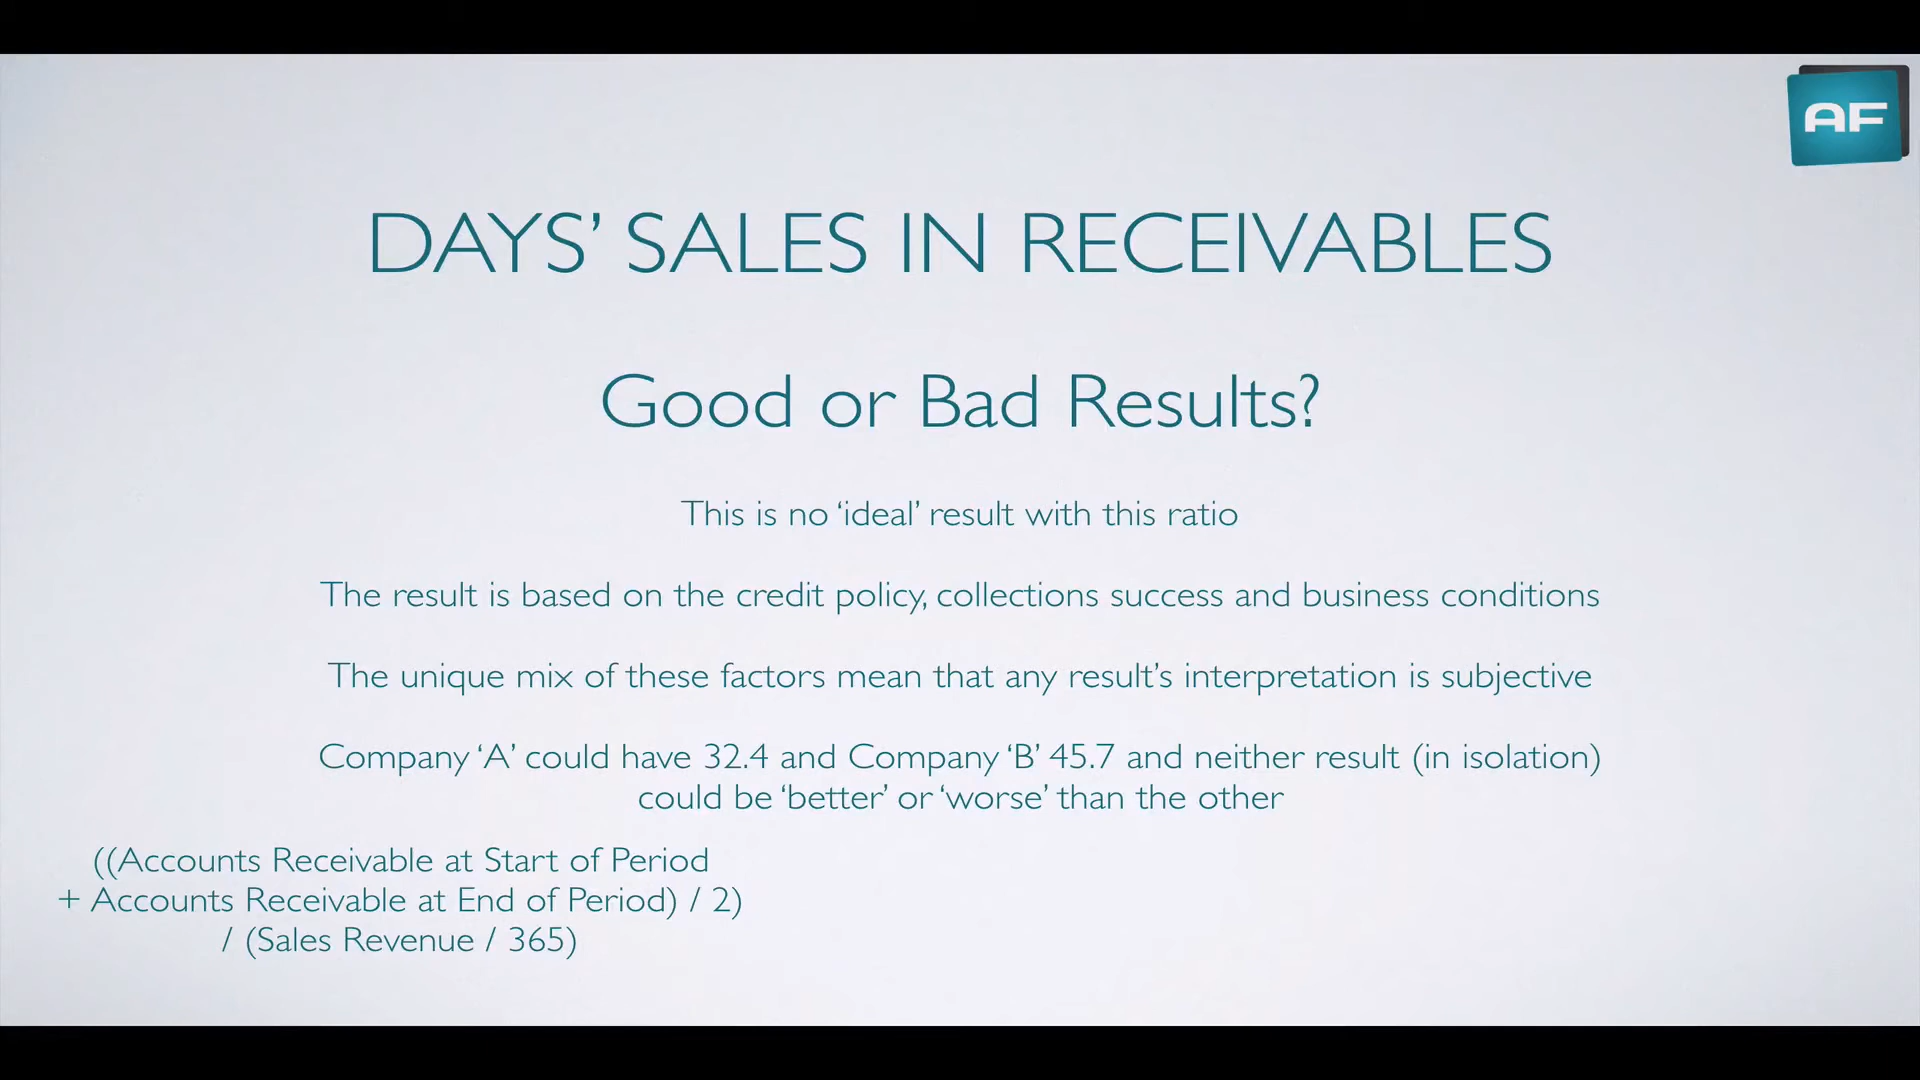 AF
DAYS’ SALES IN RECEIVABLES
Good or Bad Results?
This is no ‘ideal’ result with this ratio
The result is based on the credit policy, collections success and business conditions
The unique mix of these factors mean that any result’s interpretation is subjective
Company ‘A’ could have 32.4 and Company ‘B’ 45.7 and neither result (in isolation)
could be ‘better’ or ‘worse’ than the other
((Accounts Receivable at Start of Period
+ Accounts Receivable at End of Period) / 2)
/ (Sales Revenue / 365)